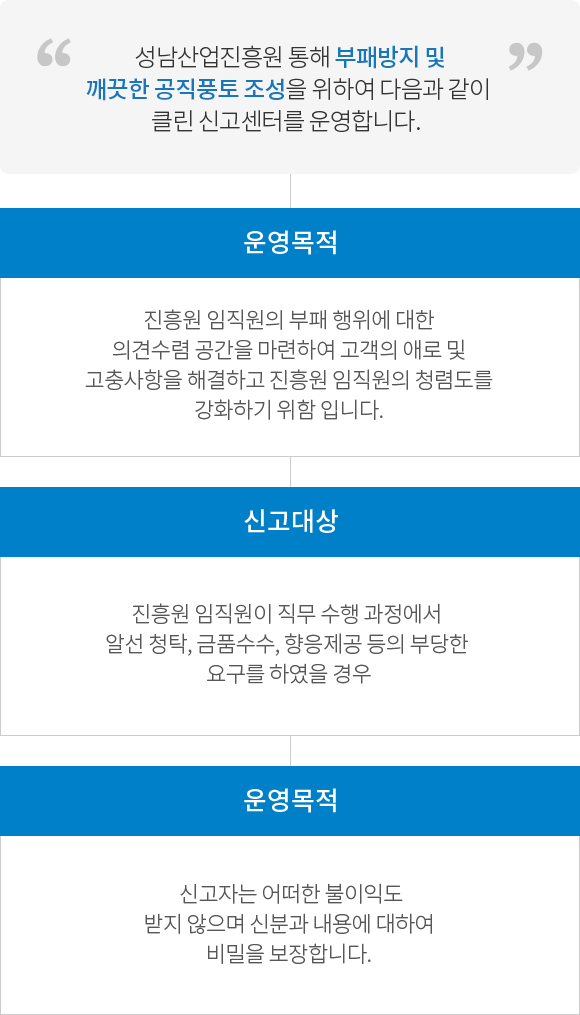 “ 성남산업진흥원 통해 부패방지 및 ”
깨끗한 공직풍토 조성을 위하여 다음과 같이
클린 신고센터를 운영합니다.
운영목적
진흥원 임직원의 부패 행위에 대한
의견수렴 공간을 마련하여 고객의 애로 및
고충사항을 해결하고 진흥원 임직원의 청렴도를
강화하기 위함 입니다.
신고대상
진흥원 임직원이 직무 수행 과정에서
알선 청탁, 금품수수, 향응제공 등의 부당한
요구를 하였을 경우
운영목적
신고자는 어떠한 불이익도
받지 않으며 신분과 내용에 대하여
비밀을 보장합니다.